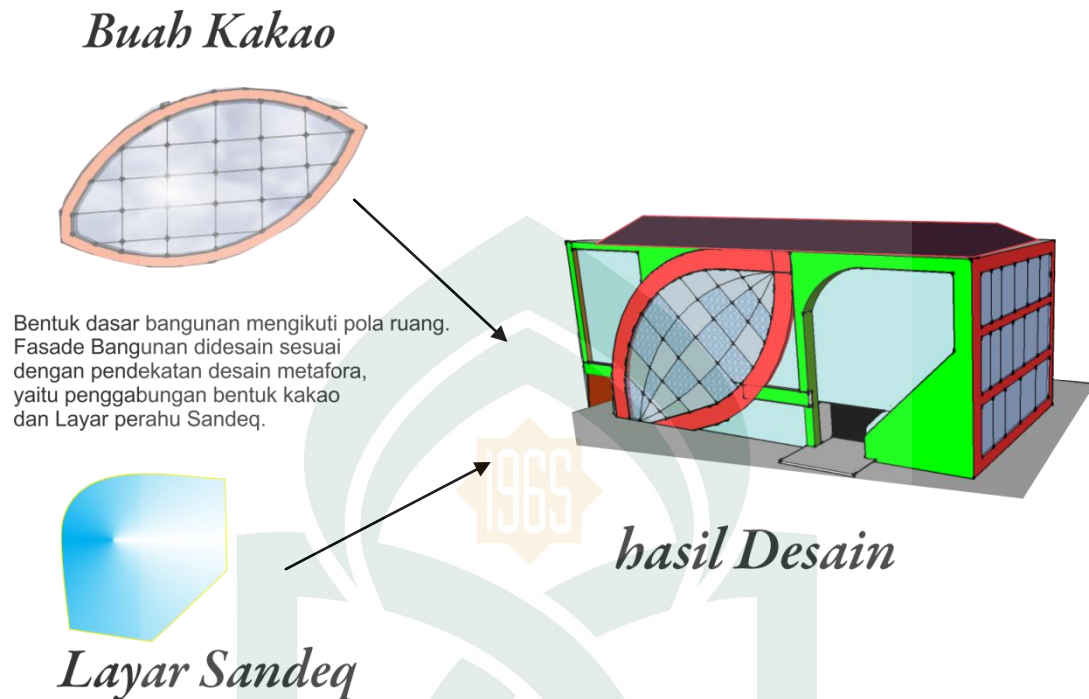 Buah Kakao
Bentuk dasar bangunan mengikuti pola ruang.
Fasade Bangunan didesain sesuai
dengan pendekatan desain metafora,
yaitu penggabungan bentuk kakao
dan Layar perahu Sandeq.
1965
hasil Desain
Layar Sandeq